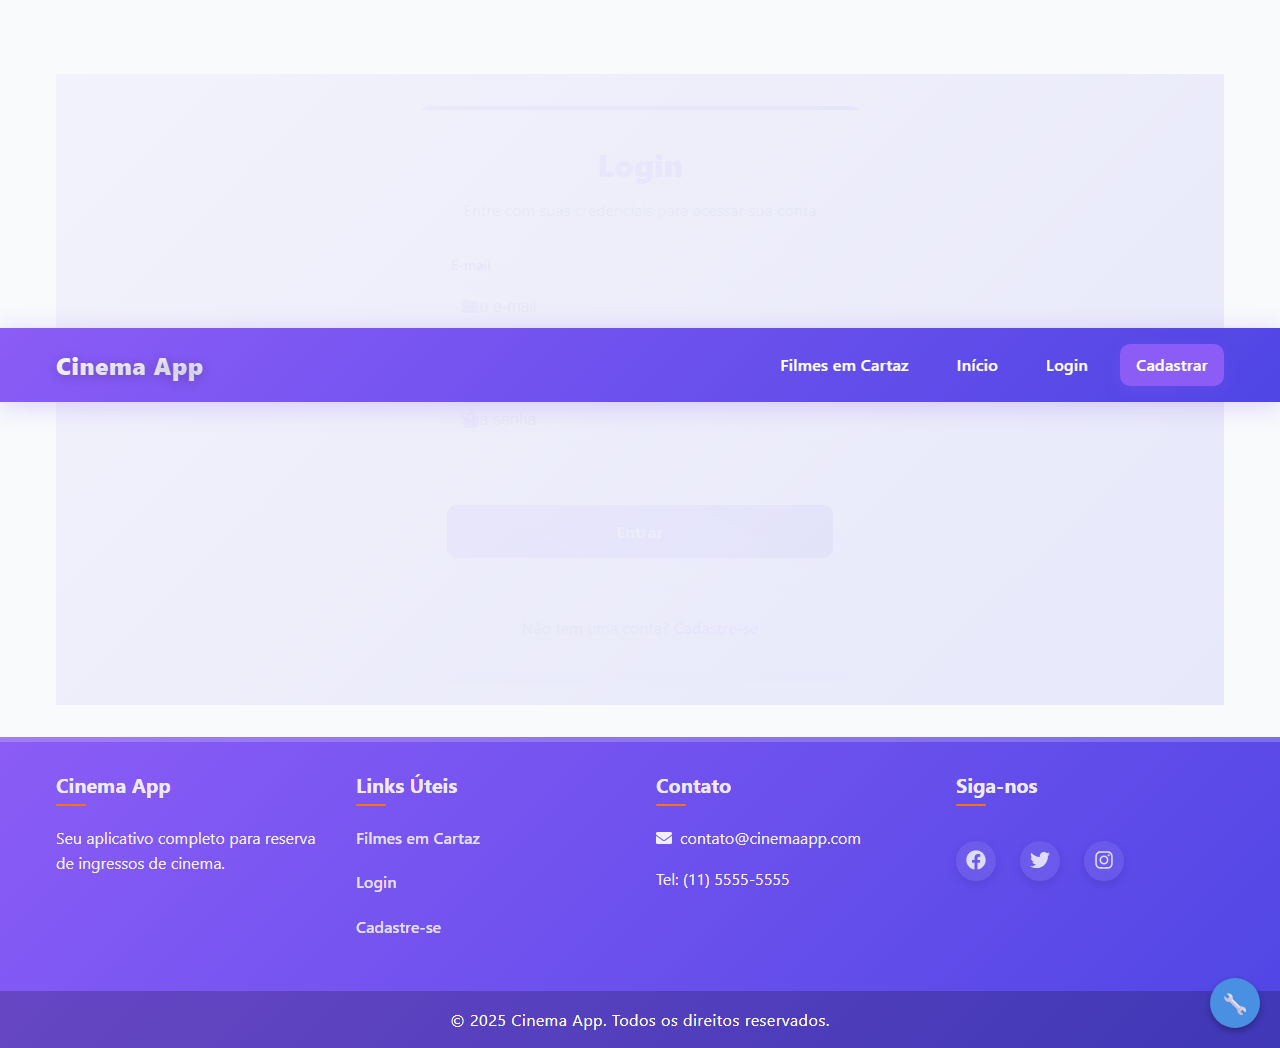 Login
Entre com suas credenciais para acessar sua conta
E-mail
e-mail
Cinema App
Filmes em Cartaz
Início
Login
Cadastrar
senha
Entrar
Não tem uma conta? Cadastre-se
Cinema App
Seu aplicativo completo para reserva
de ingressos de cinema.
Links Úteis
Filmes em Cartaz
Login
Cadastre-se
Contato
contato@cinemaapp.com
Tel: (11) 5555-5555
Siga-nos
© 2025 Cinema App. Todos os direitos reservados.